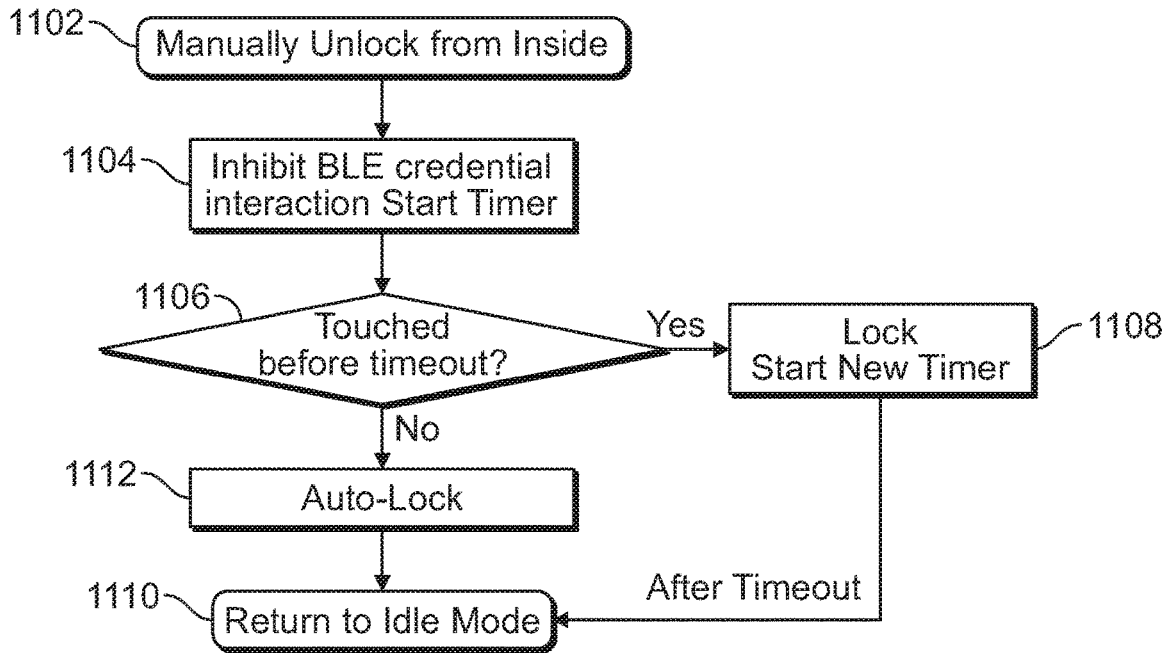 1102
Manually Unlock from Inside
1104
Inhibit BLE credential
interaction Start Timer
1106
Touched
before timeout?
Yes
Lock
Start New Timer
1108
No
1112
Auto-Lock
After Timeout
1110
Return to Idle Mode